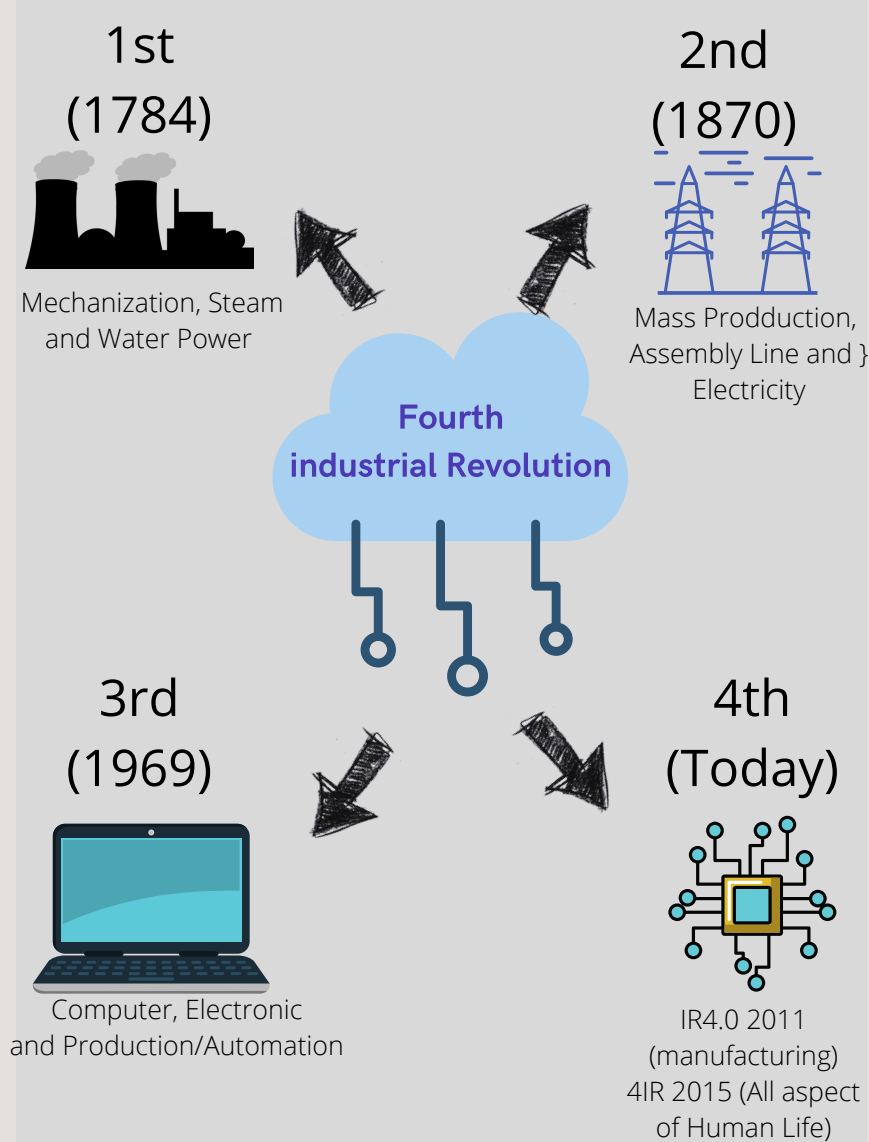 1st
(1784)
Mechanization, Steam
and Water Power
2nd
(1870)
Mass Prodduction,
Assembly Line and }
Electricity
Fourth
industrial Revolution
3rd
(1969)
Computer, Electronic
and Production/Automation
4th
(Today)
IR4.0 2011
(manufacturing)
4IR 2015 (All aspect
of Human Life)